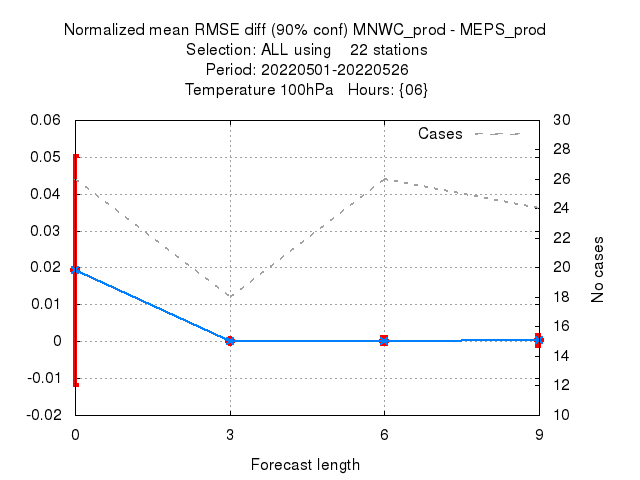 Normalized mean RMSE diff (90% conf) MNWC_prod - MEPS_prod
Selection: ALL using    22 stations
Period: 20220501-20220526
Temperature 100hPa   Hours: {06}
Cases
0.06
0.05
0.04
0.03
0.02
0.01
0
-0.01
-0.02
30
28
26
24
22
20
18
16
14
12
10
No cases
0 3 6 9
Forecast length